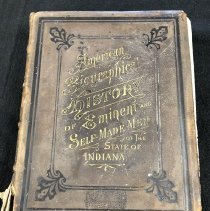 American
Biographical
History
of Eminent and
Self-Made Men
of the
State of
Indiana